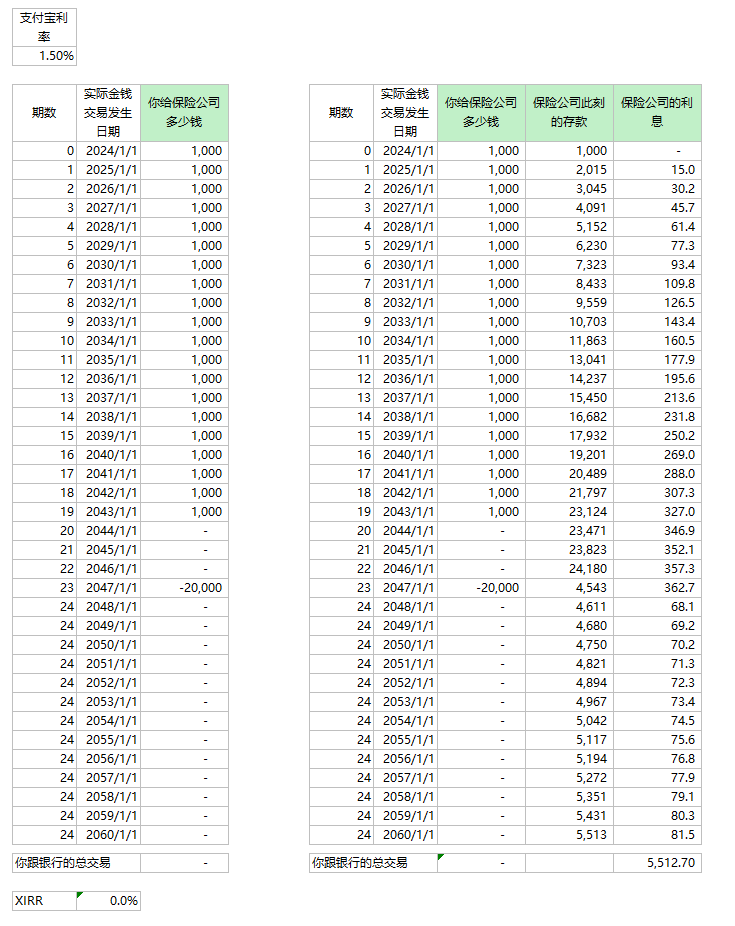 支付宝利
率
1.50%
期数 实际金钱交易发生日期 你给保险公司多少钱 期数 实际金钱交易发生日期 你给保险公司多少钱 保险公司此刻的存款 保险公司的利息
0 2024/1/1 1,000 0 2024/1/1 1,000 1,000 -
1 2025/1/1 1,000 1 2025/1/1 1,000 2,015 15.0
2 2026/1/1 1,000 2 2026/1/1 1,000 3,045 30.2
3 2027/1/1 1,000 3 2027/1/1 1,000 4,091 45.7
4 2028/1/1 1,000 4 2028/1/1 1,000 5,152 61.4
5 2029/1/1 1,000 5 2029/1/1 1,000 6,230 77.3
6 2030/1/1 1,000 6 2030/1/1 1,000 7,323 93.4
7 2031/1/1 1,000 7 2031/1/1 1,000 8,433 109.8
8 2032/1/1 1,000 8 2032/1/1 1,000 9,559 126.5
9 2033/1/1 1,000 9 2033/1/1 1,000 10,703 143.4
10 2034/1/1 1,000 10 2034/1/1 1,000 11,863 160.5
11 2035/1/1 1,000 11 2035/1/1 1,000 13,041 177.9
12 2036/1/1 1,000 12 2036/1/1 1,000 14,237 195.6
13 2037/1/1 1,000 13 2037/1/1 1,000 15,450 213.6
14 2038/1/1 1,000 14 2038/1/1 1,000 16,682 231.8
15 2039/1/1 1,000 15 2039/1/1 1,000 17,932 250.2
16 2040/1/1 1,000 16 2040/1/1 1,000 19,201 269.0
17 2041/1/1 1,000 17 2041/1/1 1,000 20,489 288.0
18 2042/1/1 1,000 18 2042/1/1 1,000 21,797 307.3
19 2043/1/1 1,000 19 2043/1/1 1,000 23,124 327.0
20 2044/1/1 - 20 2044/1/1 - 23,471 346.9
21 2045/1/1 - 21 2045/1/1 - 23,823 352.1
22 2046/1/1 - 22 2046/1/1 - 24,180 357.3
23 2047/1/1 -20,000 23 2047/1/1 -20,000 4,543 362.7
24 2048/1/1 - 24 2048/1/1 - 4,611 68.1
24 2049/1/1 - 24 2049/1/1 - 4,680 69.2
24 2050/1/1 - 24 2050/1/1 - 4,750 70.2
24 2051/1/1 - 24 2051/1/1 - 4,821 71.3
24 2052/1/1 - 24 2052/1/1 - 4,894 72.3
24 2053/1/1 - 24 2053/1/1 - 4,967 73.4
24 2054/1/1 - 24 2054/1/1 - 5,042 74.5
24 2055/1/1 - 24 2055/1/1 - 5,117 75.6
24 2056/1/1 - 24 2056/1/1 - 5,194 76.8
24 2057/1/1 - 24 2057/1/1 - 5,272 77.9
24 2058/1/1 - 24 2058/1/1 - 5,351 79.1
24 2059/1/1 - 24 2059/1/1 - 5,431 80.3
24 2060/1/1 - 24 2060/1/1 - 5,513 81.5
你跟银行的总交易 - 你跟银行的总交易 - 5,512.70
XIRR 0.0%